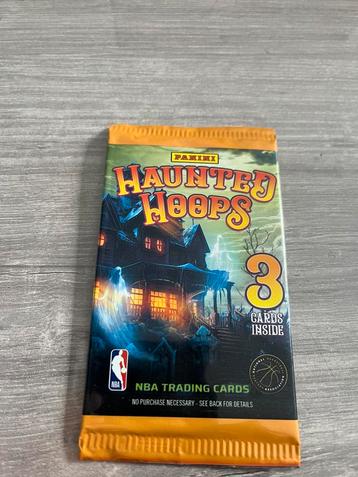 PANINI
HAUNTED
HOOPS
3
CARDS
INSIDE
NBA
NBA TRADING CARDS
NO PURCHASE NECESSARY - SEE BACK FOR DETAILS